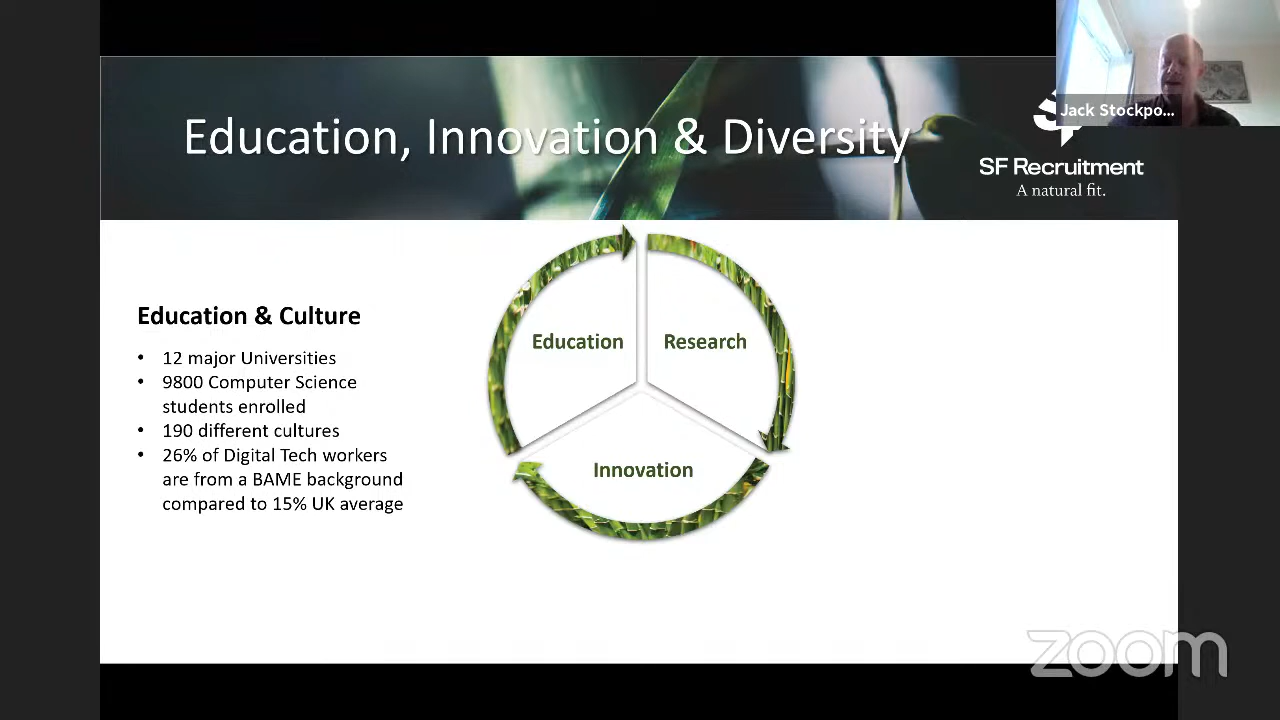 Education, Innovation & Diversity
Jack Stockpo...
SF Recruitment
A natural fit.
Education & Culture
• 12 major Universities
• 9800 Computer Science
students enrolled
• 190 different cultures
• 26% of Digital Tech workers
are from a BAME background
compared to 15% UK average
Education
Research
Innovation
zoom